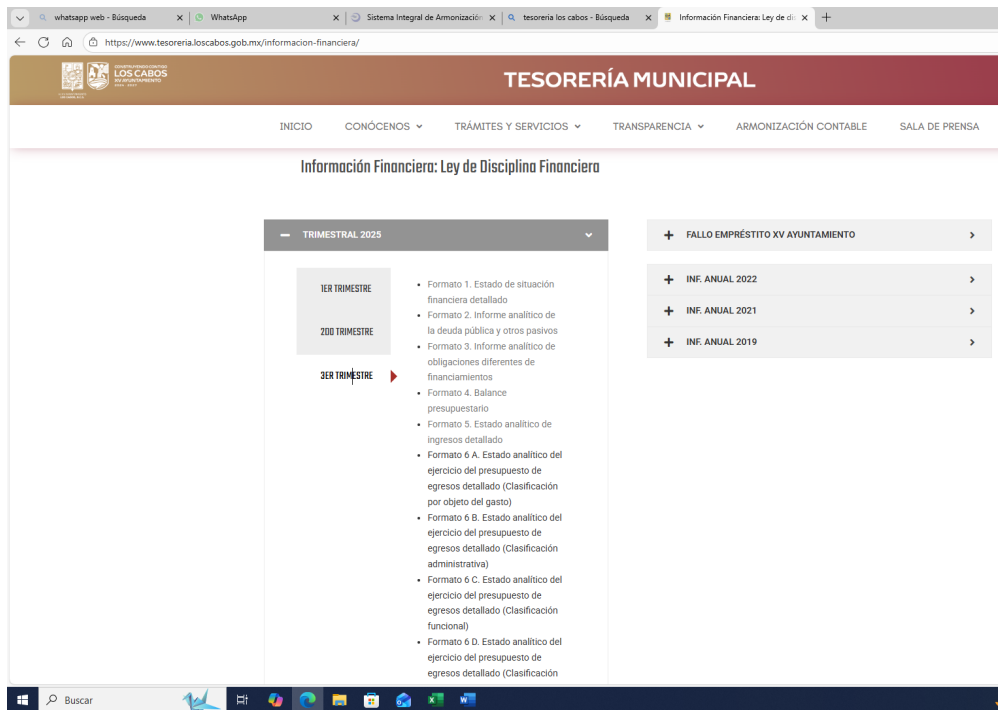 whatsapp web - Búsqueda
WhatsApp
Sistema Integral de Armonización
tesoreria los cabos - Búsqueda
Información Financiera: Ley de dis
https://www.tesoreria.loscabos.gob.mx/informacion-financiera/
LOS CABOS
XV AYUNTAMIENTO
TESORERÍA MUNICIPAL
INICIO
CONÓCENOS
TRÁMITES Y SERVICIOS
TRANSPARENCIA
ARMONIZACIÓN CONTABLE
SALA DE PRENSA
Información Financiera: Ley de Disciplina Financiera
TRIMESTRAL 2025
1ER TRIMESTRE
2DO TRIMESTRE
3ER TRIMESTRE
• Formato 1. Estado de situación
financiera detallado
• Formato 2. Informe analítico de
la deuda pública y otros pasivos
• Formato 3. Informe analítico de
obligaciones diferentes de
financiamientos
• Formato 4. Balance
presupuestario
• Formato 5. Estado analítico de
ingresos detallado
• Formato 6 A. Estado analítico del
ejercicio del presupuesto de
egresos detallado (Clasificación
por objeto del gasto)
• Formato 6 B. Estado analítico del
ejercicio del presupuesto de
egresos detallado (Clasificación
administrativa)
• Formato 6 C. Estado analítico del
ejercicio del presupuesto de
egresos detallado (Clasificación
funcional)
• Formato 6 D. Estado analítico del
ejercicio del presupuesto de
egresos detallado (Clasificación
FALLO EMPRÉSTITO XV AYUNTAMIENTO
INF. ANUAL 2022
INF. ANUAL 2021
INF. ANUAL 2019
Buscar